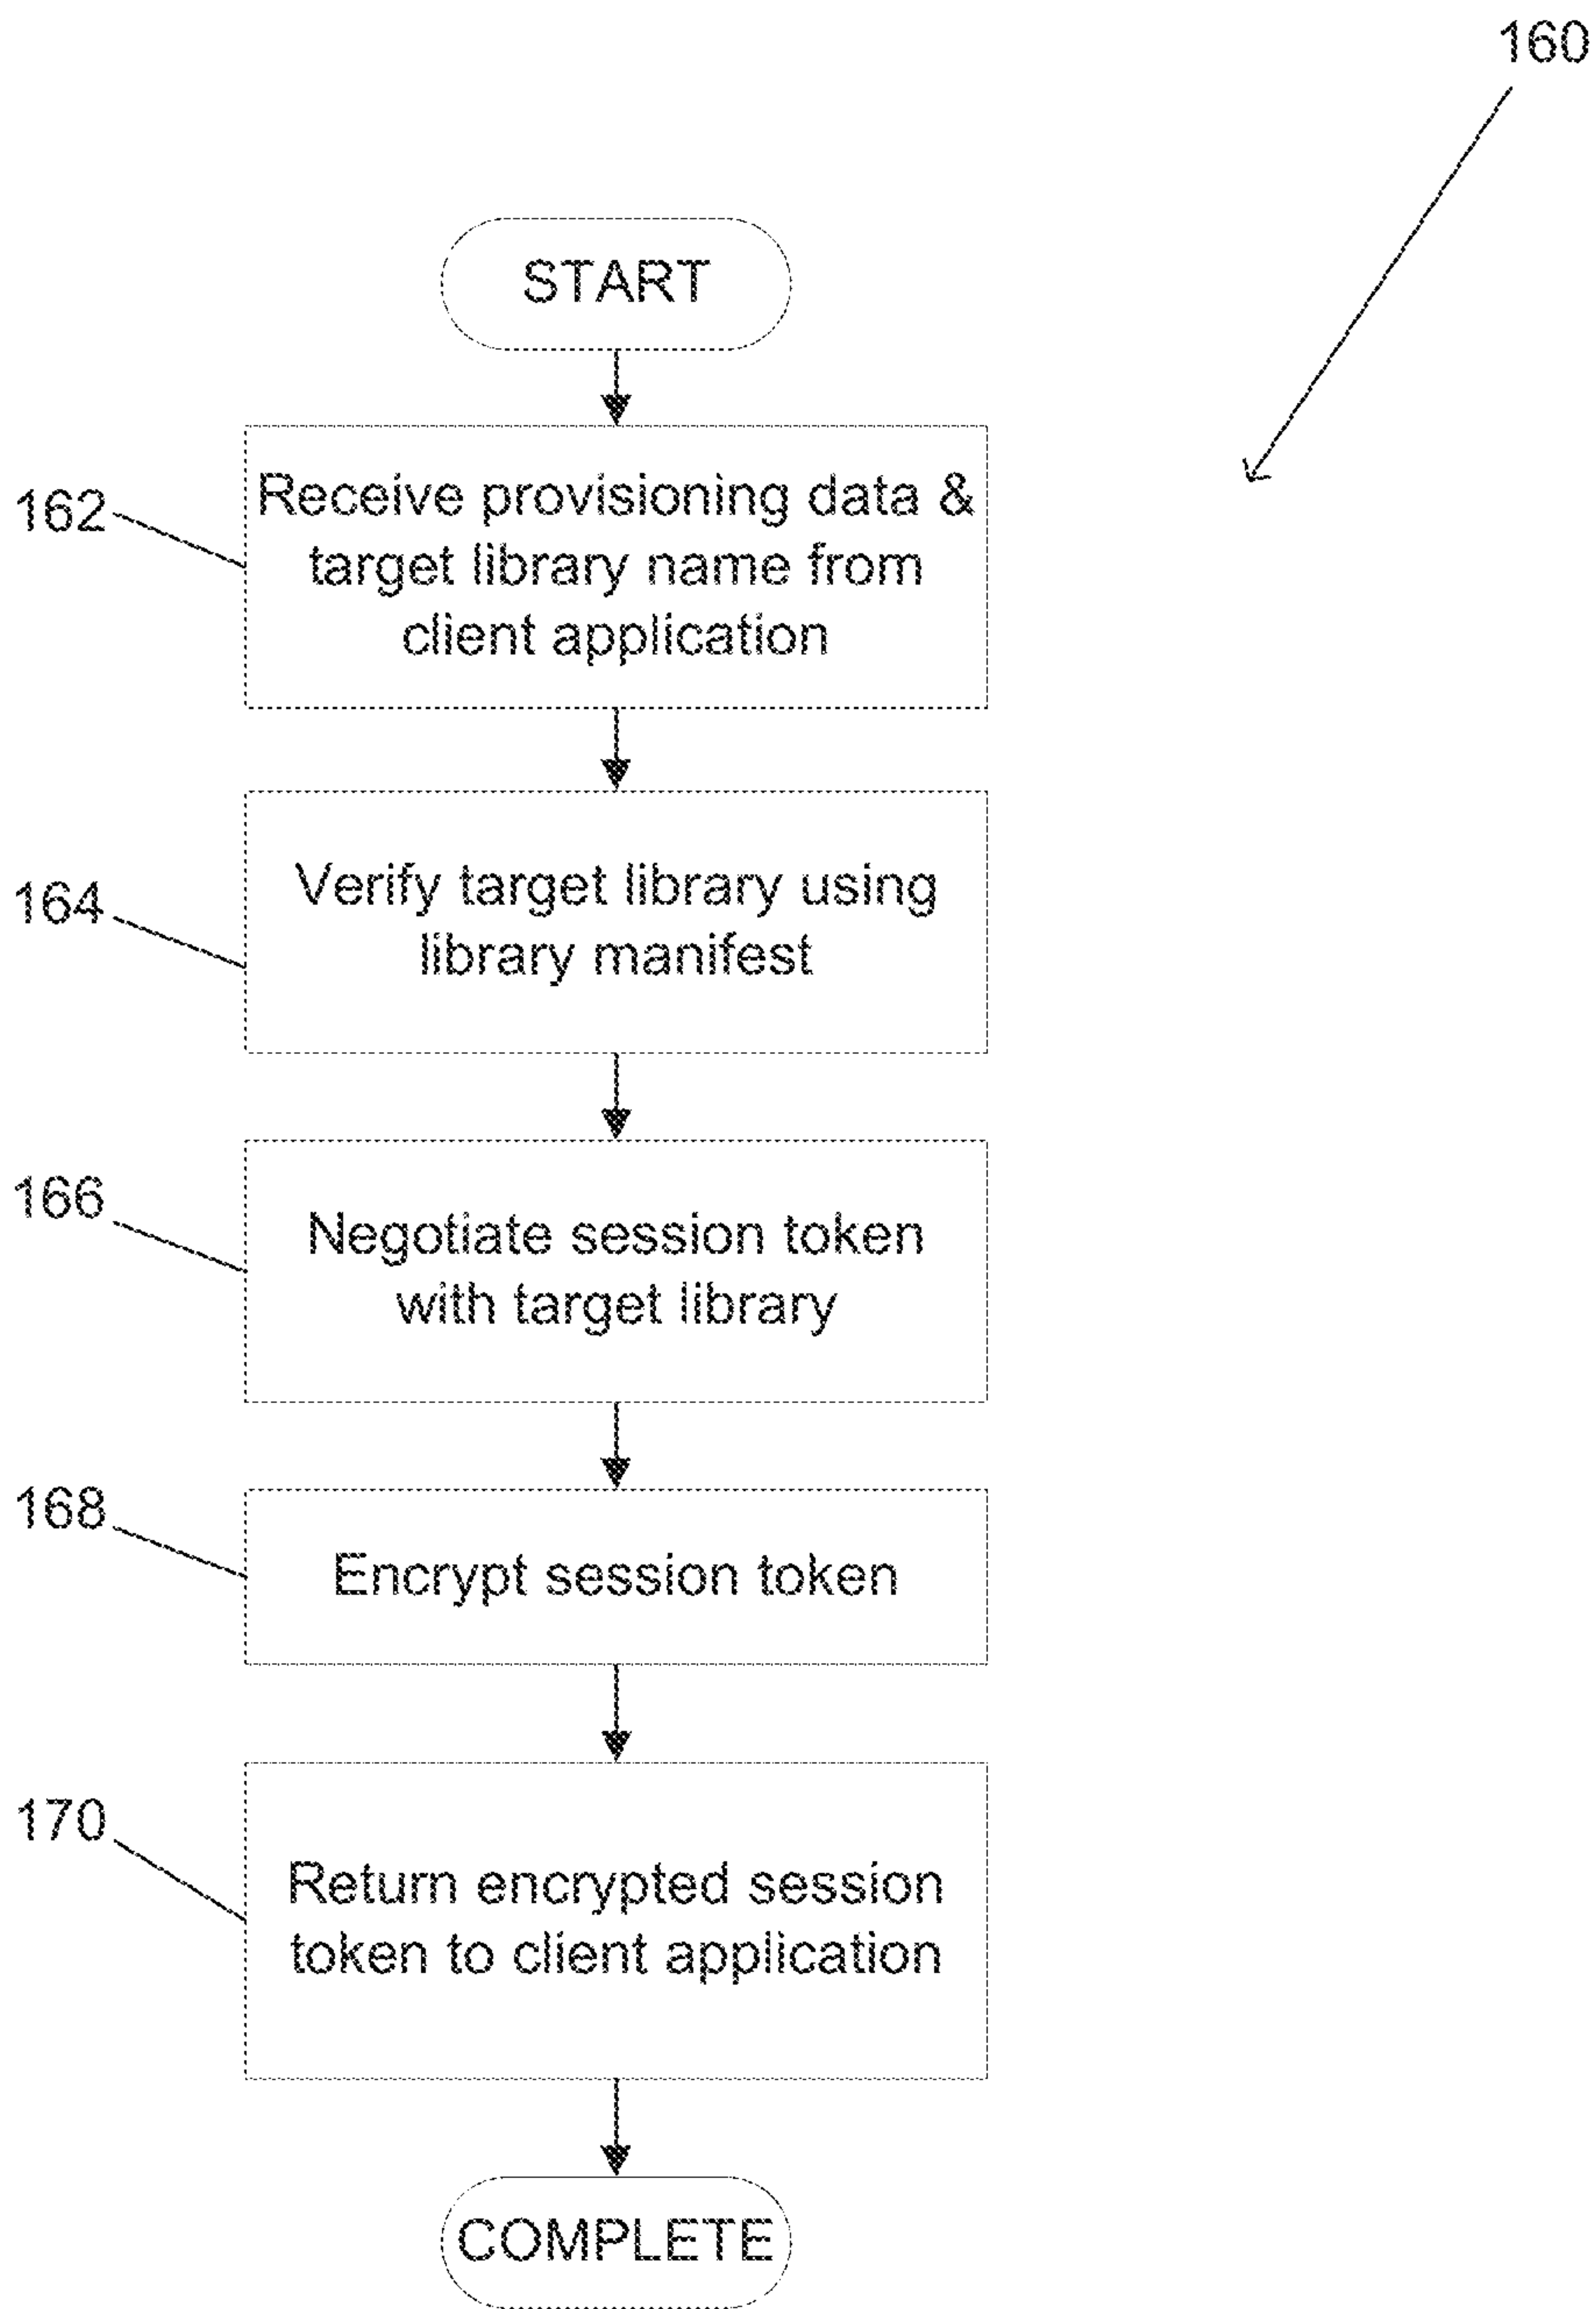 160
START
162
Receive provisioning data &
target library name from
client application
164
Verify target library using
library manifest
166
Negotiate session token
with target library
168
Encrypt session token
170
Return encrypted session
token to client application
COMPLETE